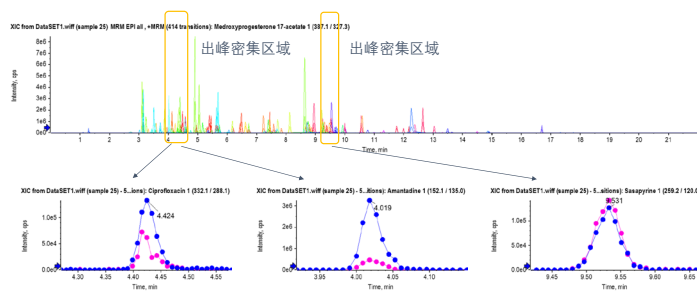 XIC from DataSET1.wiff (sample 25) MRM EPI all , +MRM (414 transitions): Medroxyprogesterone 17-acetate 1 (387.1 / 327.3)
出峰密集区域
出峰密集区域
Intensity, cps
8e6
6e6
5e6
4e6
3e6
2e6
1e6
0e0
1 2 3 4 5 6 7 8 9 10 11 12 13 14 15 16 17 18 19 20 21
Time, min
XIC from DataSET1.wiff (sample 25) - 5...ions): Ciprofloxacin 1 (332.1 / 288.1)
4.424
Intensity, cps
1.0e5
5.0e4
0.0e0
4.30 4.35 4.40 4.45 4.50 4.55
Time, min
XIC from DataSET1.wiff (sample 25) - 5...itions): Amantadine 1 (152.1 / 135.0)
4.019
Intensity, cps
3e6
2e6
1e6
0e0
3.95 4.00 4.05 4.10
Time, min
XIC from DataSET1.wiff (sample 25) - 5...sitions): Sasapyrine 1 (259.2 / 120.0
9.531
Intensity, cps
1.0e5
5.0e4
0.0e0
9.45 9.50 9.55 9.60 9.65
Time, min